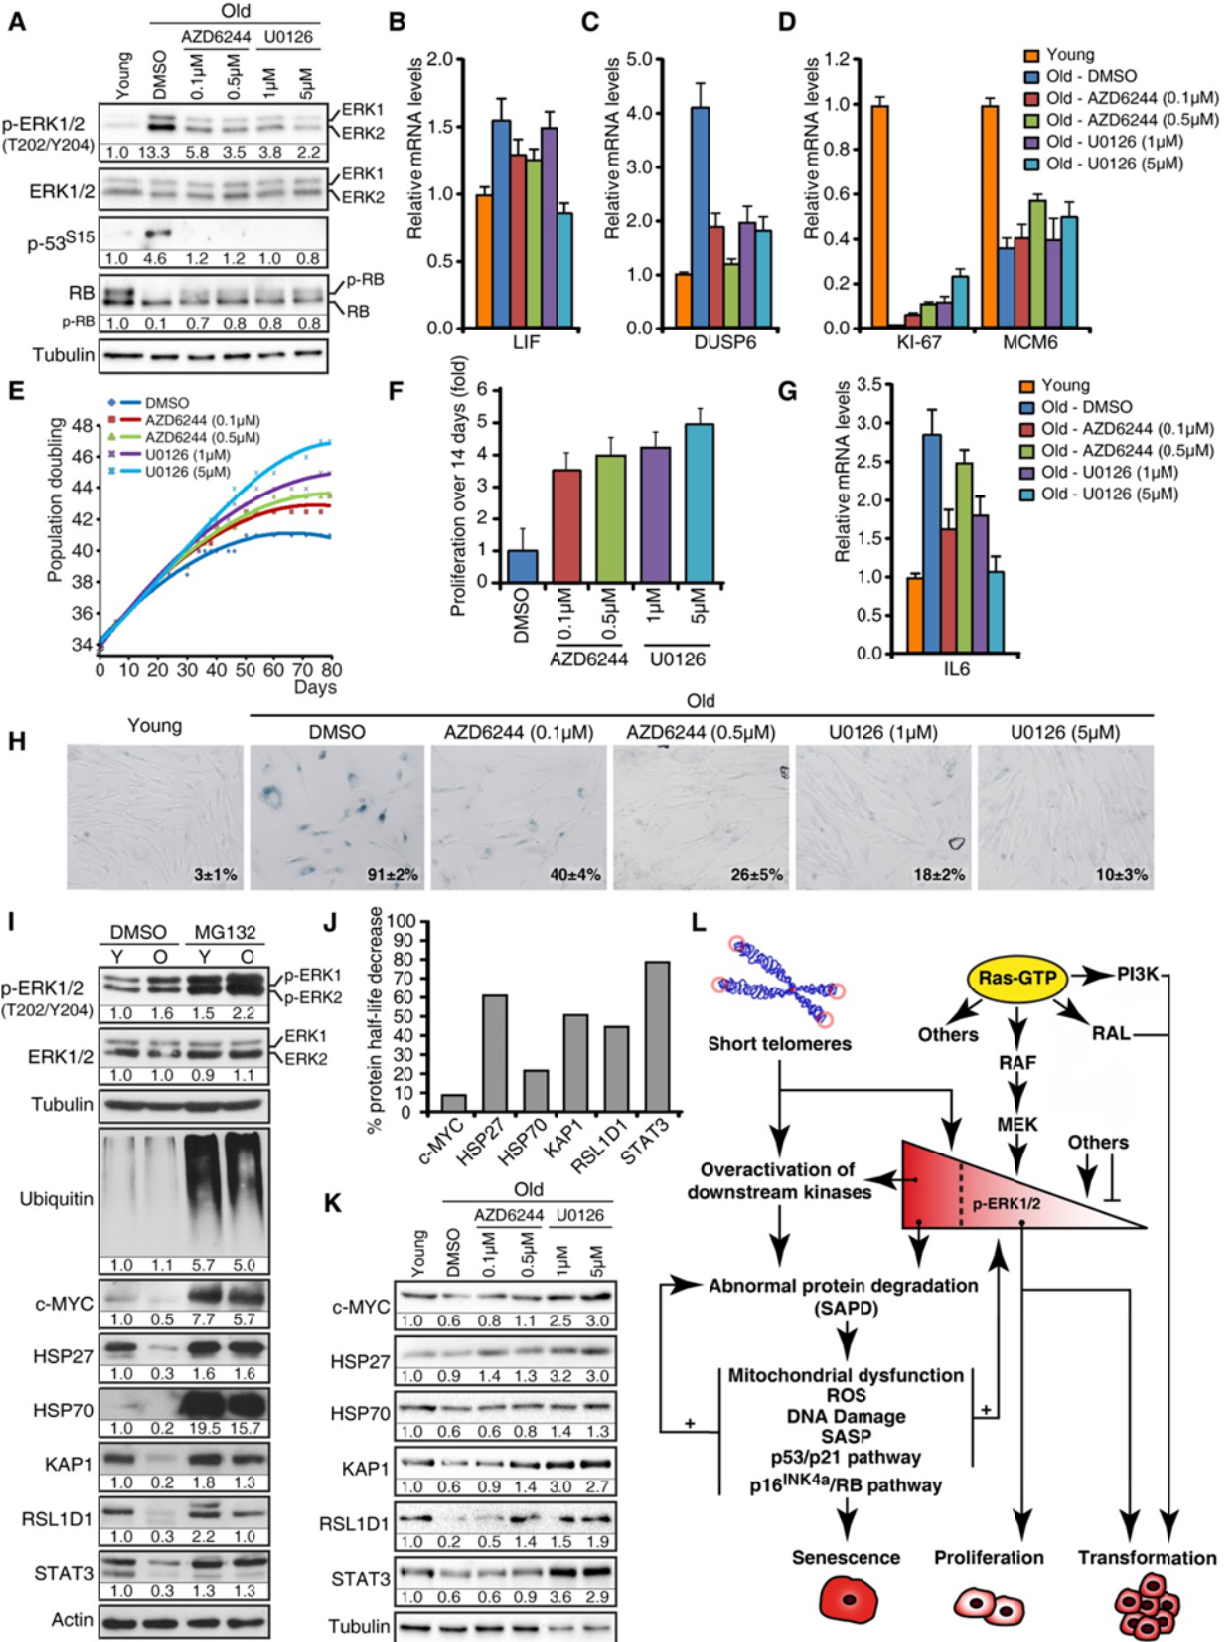 A
Old
AZD6244 U0126
Young
DMSO
0.1µM
0.5µM
1µM
5µM
p-ERK1/2
(T202/Y204)
ERK1
ERK2
1.0 13.3 5.8 3.5 3.8 2.2
ERK1/2
ERK1
ERK2
p-53S15
1.0 4.6 1.2 1.2 1.0 0.8
RB
p-RB
RB
p-RB 1.0 0.1 0.7 0.8 0.8 0.8
Tubulin
B
Relative mRNA levels
2.0
1.5
1.0
0.5
0.0
LIF
C
Relative mRNA levels
5.0
4.0
3.0
2.0
1.0
0.0
DUSP6
D
Relative mRNA levels
1.2
1.0
0.8
0.6
0.4
0.2
0.0
KI-67 MCM6
Young
Old - DMSO
Old - AZD6244 (0.1µM)
Old - AZD6244 (0.5µM)
Old - U0126 (1µM)
Old - U0126 (5µM)
E
Population doubling
DMSO
AZD6244 (0.1µM)
AZD6244 (0.5µM)
U0126 (1µM)
U0126 (5µM)
48
46
44
42
40
38
36
34
0 10 20 30 40 50 60 70 80
Days
F
Proliferation over 14 days (fold)
6
5
4
3
2
1
0
DMSO
0.1µM
0.5µM
1µM
5µM
AZD6244 U0126
G
Relative mRNA levels
3.5
3.0
2.5
2.0
1.5
1.0
0.5
0.0
IL6
Young
Old - DMSO
Old - AZD6244 (0.1µM)
Old - AZD6244 (0.5µM)
Old - U0126 (1µM)
Old - U0126 (5µM)
H
Old
Young DMSO AZD6244 (0.1µM) AZD6244 (0.5µM) U0126 (1µM) U0126 (5µM)
3±1% 91±2% 40±4% 26±5% 18±2% 10±3%
I
DMSO MG132
Y O Y O
p-ERK1/2
(T202/Y204)
p-ERK1
p-ERK2
1.0 1.6 1.5 2.2
ERK1/2
ERK1
ERK2
1.0 1.0 0.9 1.1
Tubulin
Ubiquitin
1.0 1.1 5.7 5.0
c-MYC
1.0 0.5 7.7 5.7
HSP27
1.0 0.3 1.6 1.6
HSP70
1.0 0.2 19.5 15.7
KAP1
1.0 0.2 1.8 1.3
RSL1D1
1.0 0.3 2.2 1.0
STAT3
1.0 0.3 1.3 1.3
Actin
J
% protein half-life decrease
100
90
80
70
60
50
40
30
20
10
0
c-MYC
HSP27
HSP70
KAP1
RSL1D1
STAT3
K
Old
AZD6244 U0126
Young
DMSO
0.1µM
0.5µM
1µM
5µM
c-MYC
1.0 0.6 0.8 1.1 2.5 3.0
HSP27
1.0 0.9 1.4 1.3 3.2 3.0
HSP70
1.0 0.6 0.6 0.8 1.4 1.3
KAP1
1.0 0.6 0.9 1.4 3.0 2.7
RSL1D1
1.0 0.2 0.5 1.4 1.5 1.9
STAT3
1.0 0.6 0.6 0.9 3.6 2.9
Tubulin
L
Short telomeres
Ras-GTP
PI3K
Others
RAL
RAF
MEK
Others
Overactivation of
downstream kinases
p-ERK1/2
Abnormal protein degradation
(SAPD)
Mitochondrial dysfunction
ROS
DNA Damage
SASP
p53/p21 pathway
p16INK4a/RB pathway
+
+
Senescence Proliferation Transformation